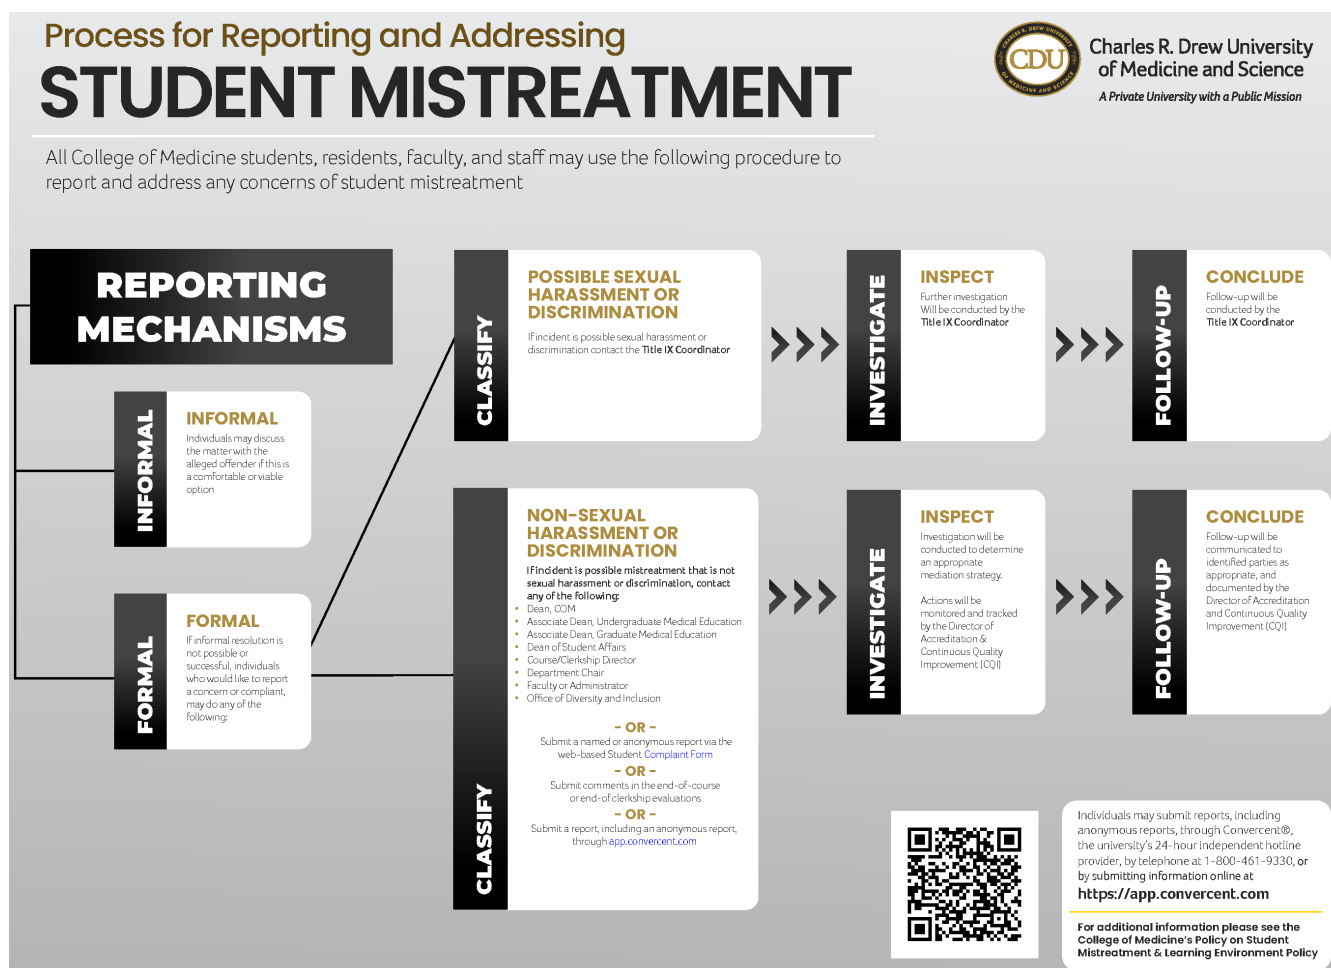 Process for Reporting and Addressing
STUDENT MISTREATMENT
CHARLES R. DREW UNIVERSITY
CDU
OF MEDICINE AND SCIENCE
Charles R. Drew University
of Medicine and Science
A Private University with a Public Mission
All College of Medicine students, residents, faculty, and staff may use the following procedure to
report and address any concerns of student mistreatment
REPORTING
MECHANISMS
INFORMAL
INFORMAL
Individuals may discuss
the matter with the
alleged offender if this is
a comfortable or viable
option
FORMAL
FORMAL
If informal resolution is
not possible or
successful, individuals
who would like to report
a concern or compliant,
may do any of the
following:
CLASSIFY
POSSIBLE SEXUAL
HARASSMENT OR
DISCRIMINATION
If incident is possible sexual harassment or
discrimination contact the Title IX Coordinator
INVESTIGATE
INSPECT
Further investigation
Will be conducted by the
Title IX Coordinator
FOLLOW-UP
CONCLUDE
Follow-up will be
conducted by the
Title IX Coordinator
CLASSIFY
NON-SEXUAL
HARASSMENT OR
DISCRIMINATION
If incident is possible mistreatment that is not
sexual harassment or discrimination, contact
any of the following:
• Dean, COM
• Associate Dean, Undergraduate Medical Education
• Associate Dean, Graduate Medical Education
• Dean of Student Affairs
• Course/Clerkship Director
• Department Chair
• Faculty or Administrator
• Office of Diversity and Inclusion
- OR -
Submit a named or anonymous report via the
web-based Student Complaint Form
- OR -
Submit comments in the end-of-course
or end-of clerkship evaluations
- OR -
Submit a report, including an anonymous report,
through app.convercent.com
INVESTIGATE
INSPECT
Investigation will be
conducted to determine
an appropriate
mediation strategy.
Actions will be
monitored and tracked
by the Director of
Accreditation &
Continuous Quality
Improvement (CQI)
FOLLOW-UP
CONCLUDE
Follow-up will be
communicated to
identified parties as
appropriate, and
documented by the
Director of Accreditation
and Continuous Quality
Improvement (CQI)
Individuals may submit reports, including
anonymous reports, through Convercent®,
the university's 24-hour independent hotline
provider, by telephone at 1-800-461-9330, or
by submitting information online at
https://app.convercent.com
For additional information please see the
College of Medicine's Policy on Student
Mistreatment & Learning Environment Policy